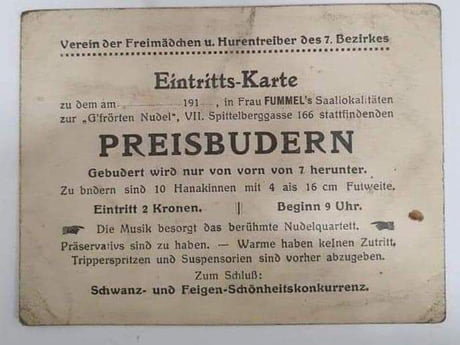 Verein der Freimädchen u. Hurentreiber des 7. Bezirkes
Eintritts-Karte
zu dem am 191 , in Frau FUMMEL's Saallokalitäten
zur „G'frörten Nudel", VII. Spittelberggasse 166 stattfindenden
PREISBUDERN
Gebudert wird nur von vorn von 7 herunter.
Zu bndern sind 10 Hanakinnen mit 4 ais 16 cm Futweite.
Eintritt 2 Kronen. || Beginn 9 Uhr.
Die Musik besorgt das berühmte Nudelquartett.
Präservativs sind zu haben. — Warme haben keInen Zutritt.
Tripperspritzen und Suspensorien sind vorher abzugeben.
Zum Schluß:
Schwanz- und Feigen-Schönheitskonkurrenz.